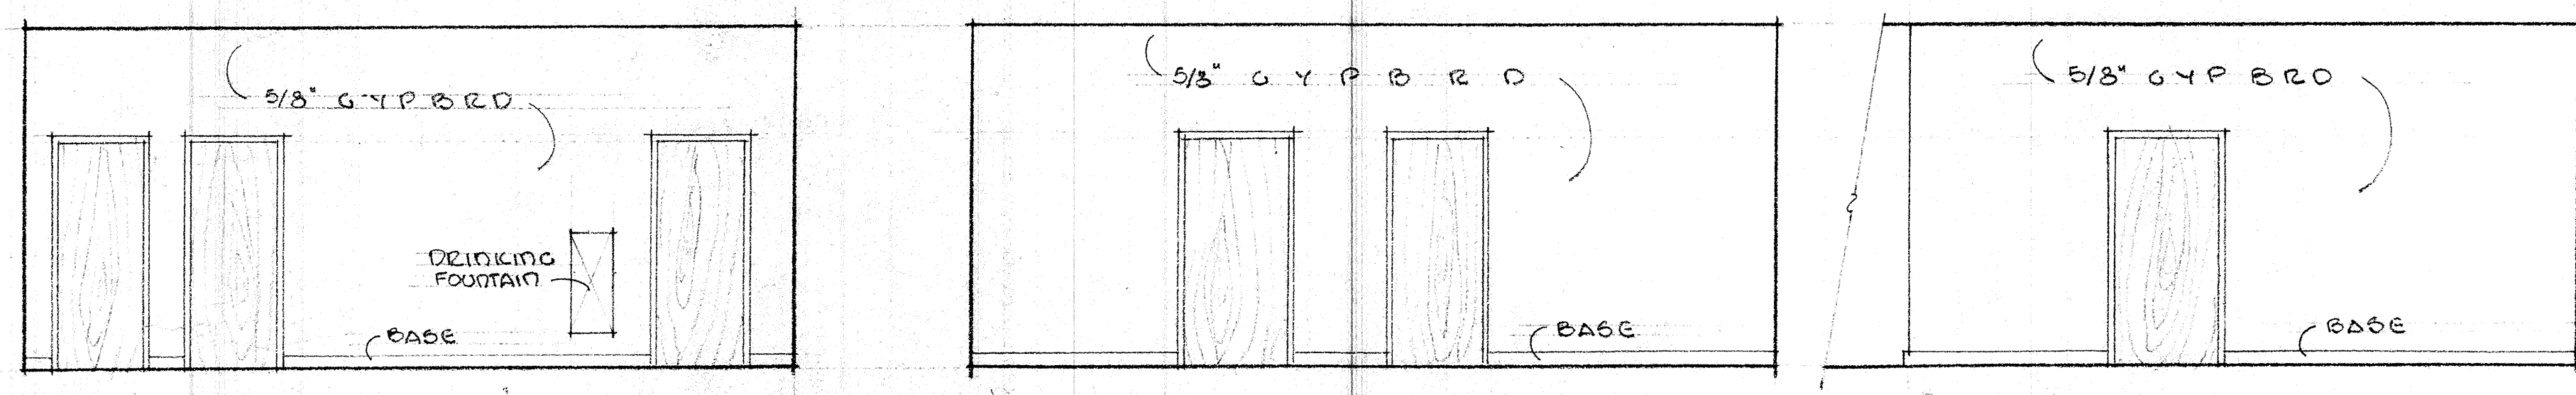 5/8" GYP BRD
DRINKING
FOUNTAIN
BASE
5/8" GYP BRD
BASE
5/8" GYP BRD
BASE